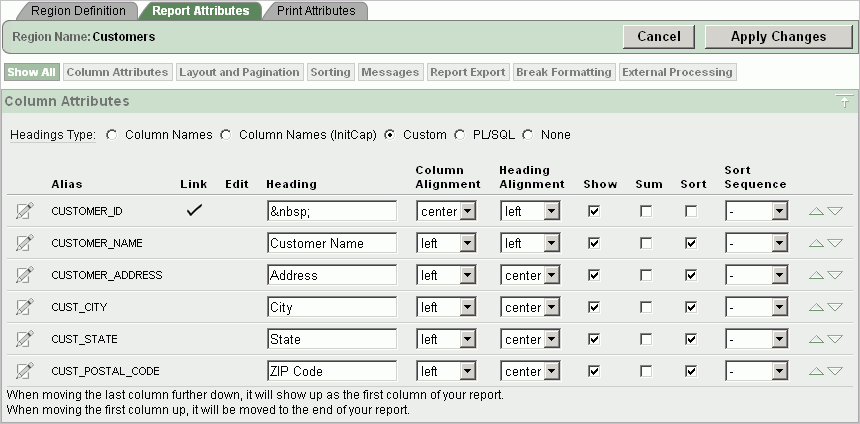 Region Definition Report Attributes Print Attributes
Region Name: Customers Cancel Apply Changes
Show All Column Attributes Layout and Pagination Sorting Messages Report Export Break Formatting External Processing
Column Attributes
Headings Type: Column Names Column Names (InitCap) Custom PL/SQL None
Alias Link Edit Heading Column Alignment Heading Alignment Show Sum Sort Sort Sequence
CUSTOMER_ID &nbsp; center left -
CUSTOMER_NAME Customer Name left left -
CUSTOMER_ADDRESS Address left center -
CUST_CITY City left center -
CUST_STATE State left center -
CUST_POSTAL_CODE ZIP Code left center -
When moving the last column further down, it will show up as the first column of your report.
When moving the first column up, it will be moved to the end of your report.